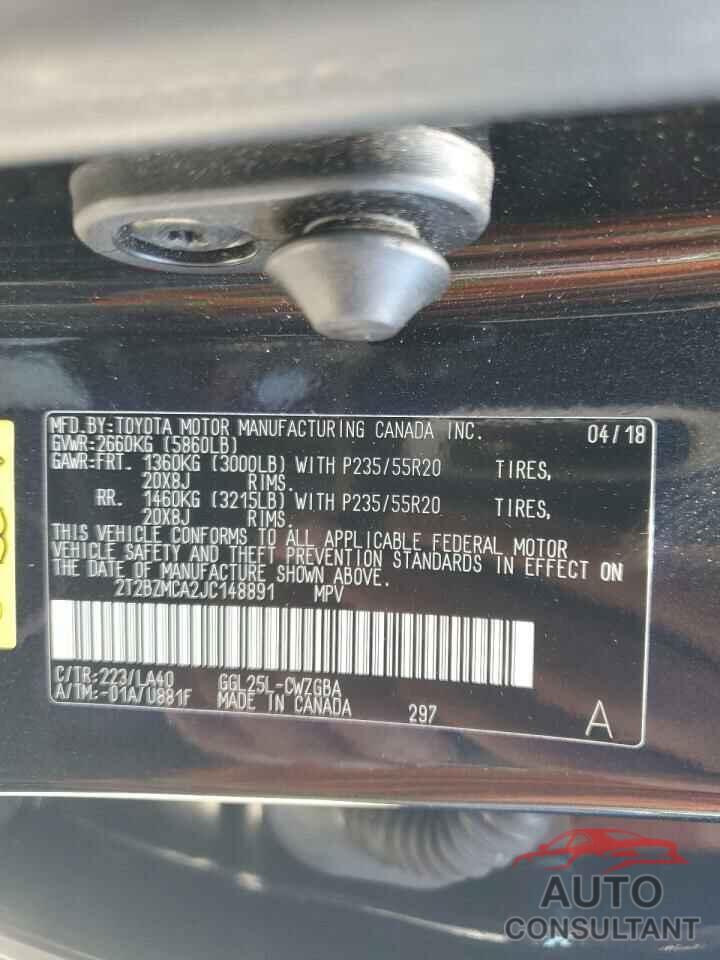 MFD.BY:TOYOTA MOTOR MANUFACTURING CANADA INC. 04/18
GVWR:2660KG (5860LB)
GAWR:FRT. 1360KG (3000LB) WITH P235/55R20 TIRES,
20X8J RIMS.
RR. 1460KG (3215LB) WITH P235/55R20 TIRES,
20X8J RIMS.
THIS VEHICLE CONFORMS TO ALL APPLICABLE FEDERAL MOTOR
VEHICLE SAFETY AND THEFT PREVENTION STANDARDS IN EFFECT ON
THE DATE OF MANUFACTURE SHOWN ABOVE.
2T2BZMCA2JC148891 MPV
C/TR:223/LA40 GGL25L-CWZGBA
A/TM:-01A/U881F MADE IN CANADA 297 A
AUTO
CONSULTANT